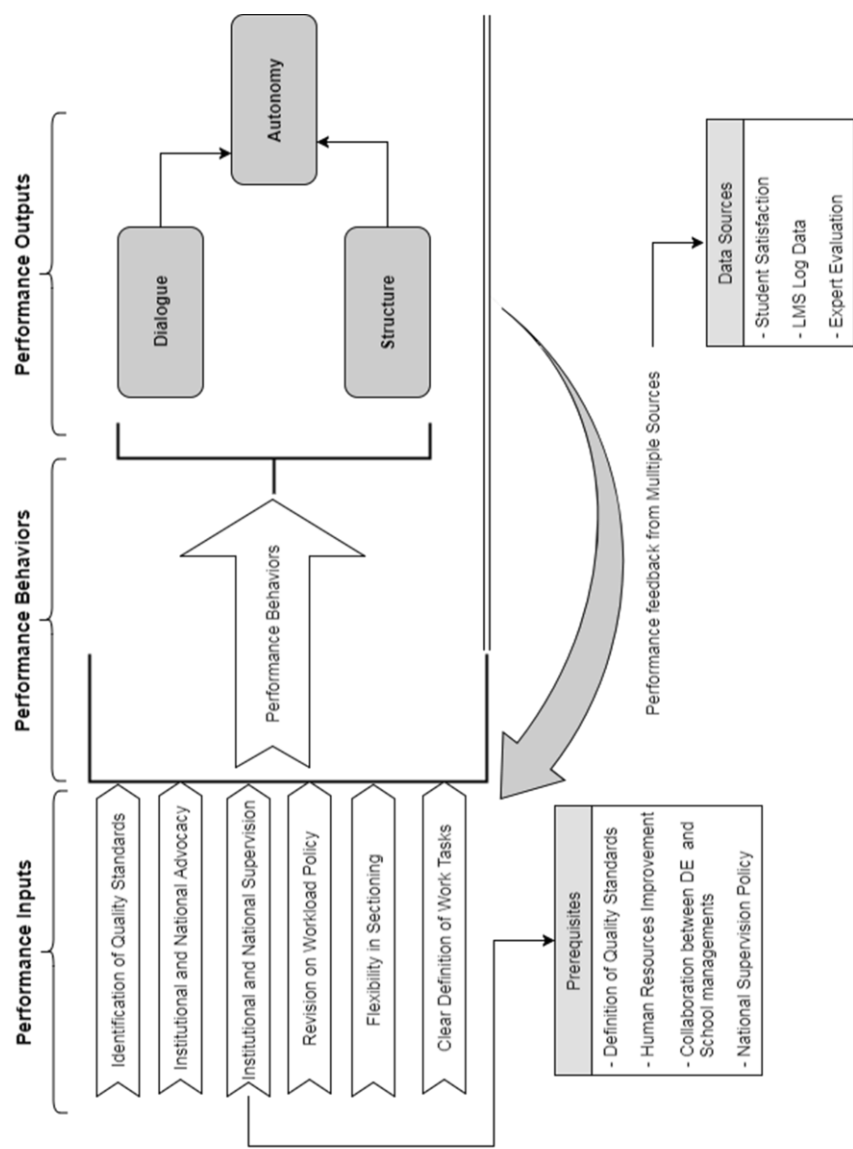 Performance Inputs
Performance Behaviors
Performance Outputs
Identification of Quality Standards
Institutional and National Advocacy
Institutional and National Supervision
Revision on Workload Policy
Flexibility in Sectioning
Clear Definition of Work Tasks
Performance Behaviors
Dialogue
Structure
Autonomy
Prerequisites
- Definition of Quality Standards
- Human Resources Improvement
- Collaboration between DE and
School managements
- National Supervision Policy
Performance feedback from Mulltiple Sources
Data Sources
- Student Satisfaction
- LMS Log Data
- Expert Evaluation